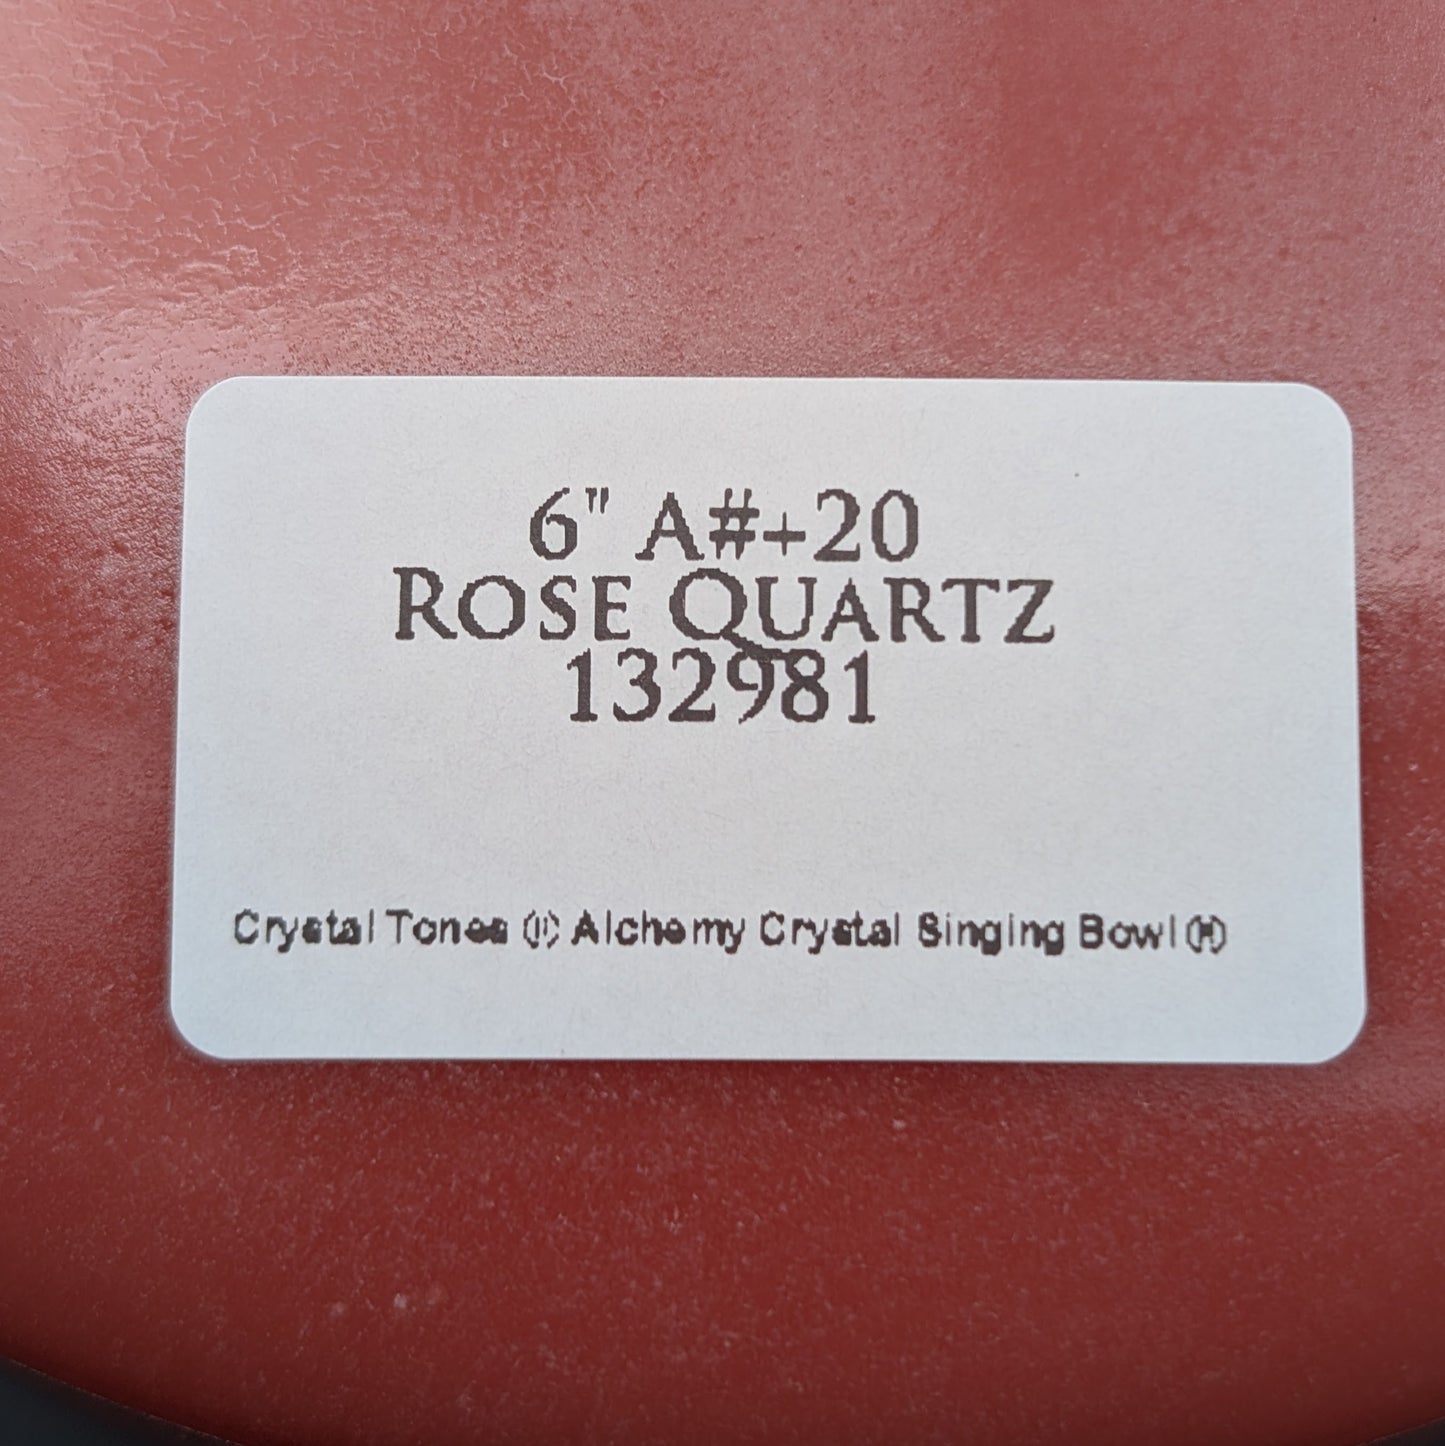 6" A#+20
ROSE QUARTZ
132981
Crystal Tones ® Alchemy Crystal Singing Bowl ®